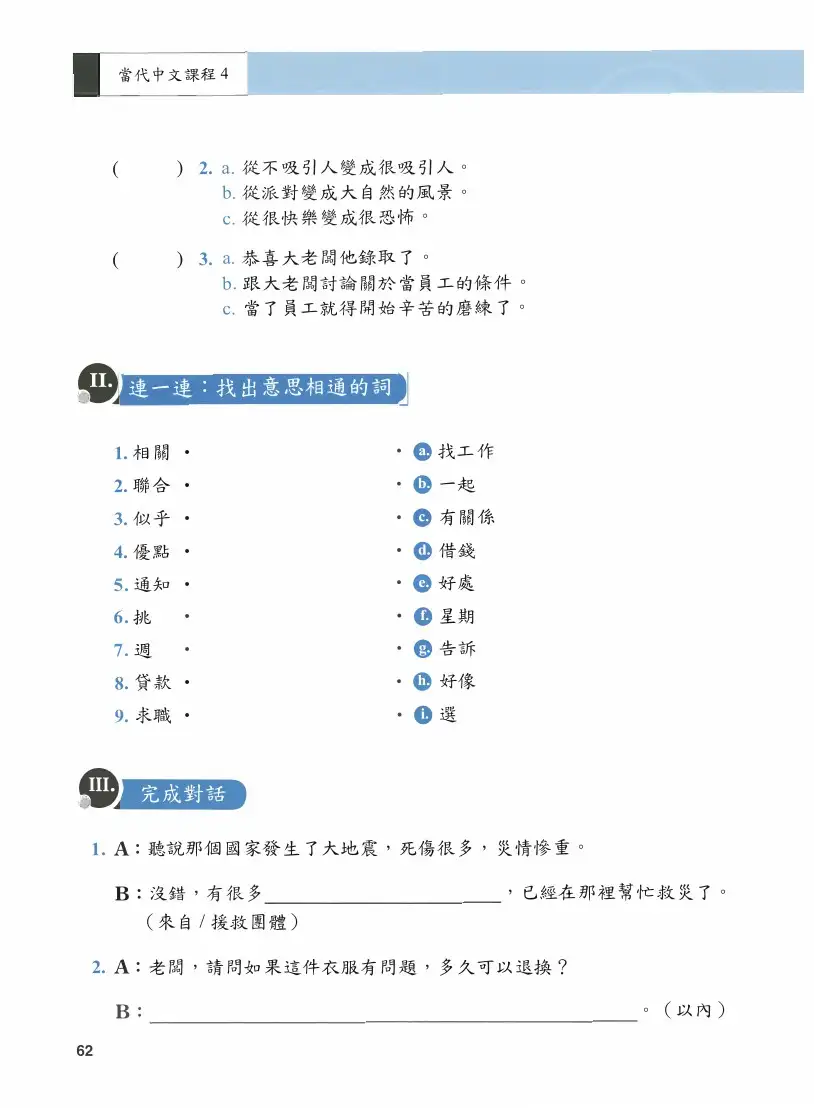 當代中文課程 4
(　　) 2. a. 從不吸引人變成很吸引人。
b. 從派對變成大自然的風景。
c. 從很快樂變成很恐怖。
(　　) 3. a. 恭喜大老闆他錄取了。
b. 跟大老闆討論關於當員工的條件。
c. 當了員工就得開始辛苦的磨練了。
II. 連一連：找出意思相通的詞
1. 相關 • • a. 找工作
2. 聯合 • • b. 一起
3. 似乎 • • c. 有關係
4. 優點 • • d. 借錢
5. 通知 • • e. 好處
6. 挑 • • f. 星期
7. 週 • • g. 告訴
8. 貸款 • • h. 好像
9. 求職 • • i. 選
III. 完成對話
1. A：聽說那個國家發生了大地震，死傷很多，災情慘重。
B：沒錯，有很多____________________，已經在那裡幫忙救災了。
（來自 / 援救團體）
2. A：老闆，請問如果這件衣服有問題，多久可以退換？
B：________________________________________。（以內）
62